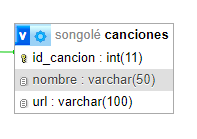 v songolé canciones
id_cancion : int(11)
nombre : varchar(50)
url : varchar(100)